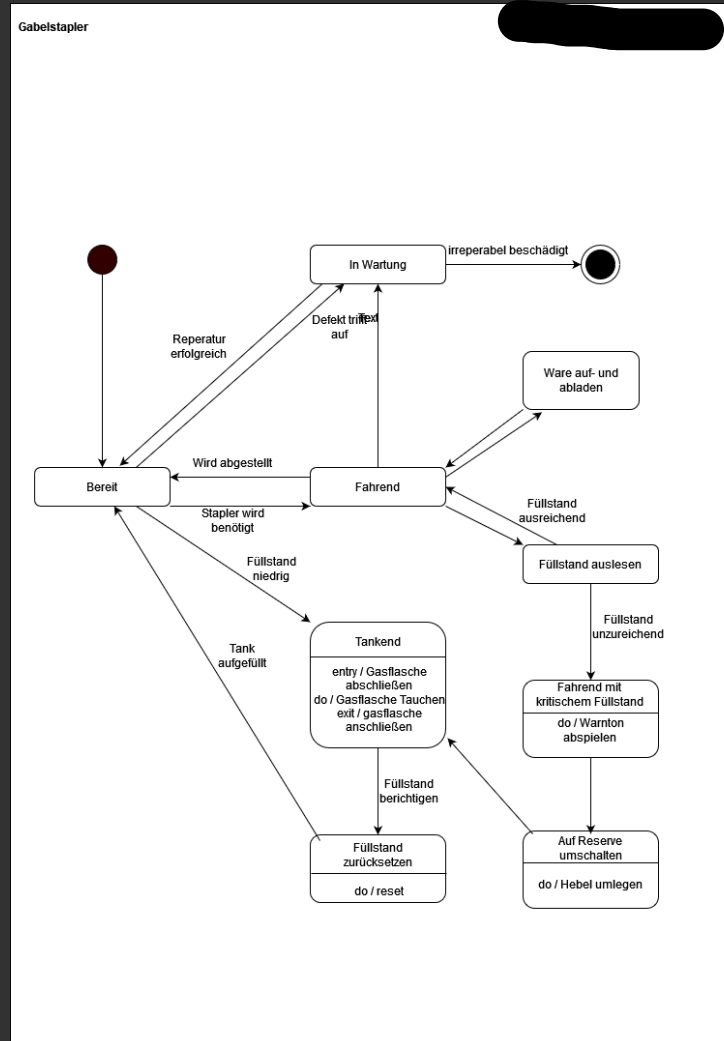 Gabelstapler
In Wartung
irreperabel beschädigt
Defekt trifft
auf
Text
Reperatur
erfolgreich
Ware auf- und
abladen
Bereit
Wird abgestellt
Fahrend
Stapler wird
benötigt
Füllstand
ausreichend
Füllstand auslesen
Füllstand
niedrig
Füllstand
unzureichend
Tank
aufgefüllt
Tankend
entry / Gasflasche
abschließen
do / Gasflasche Tauchen
exit / gasflasche
anschließen
Fahrend mit
kritischem Füllstand
do / Warnton
abspielen
Füllstand
berichtigen
Füllstand
zurücksetzen
do / reset
Auf Reserve
umschalten
do / Hebel umlegen